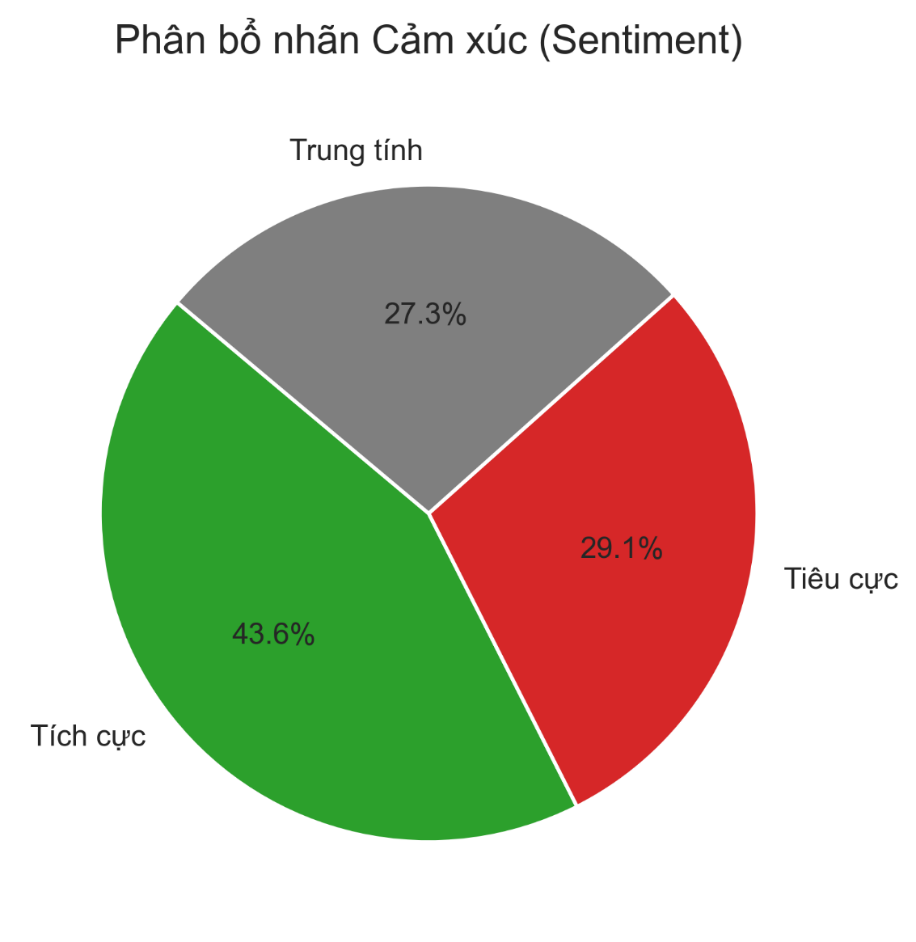 Phân bổ nhãn Cảm xúc (Sentiment)
Trung tính
27.3%
29.1%
Tiêu cực
43.6%
Tích cực